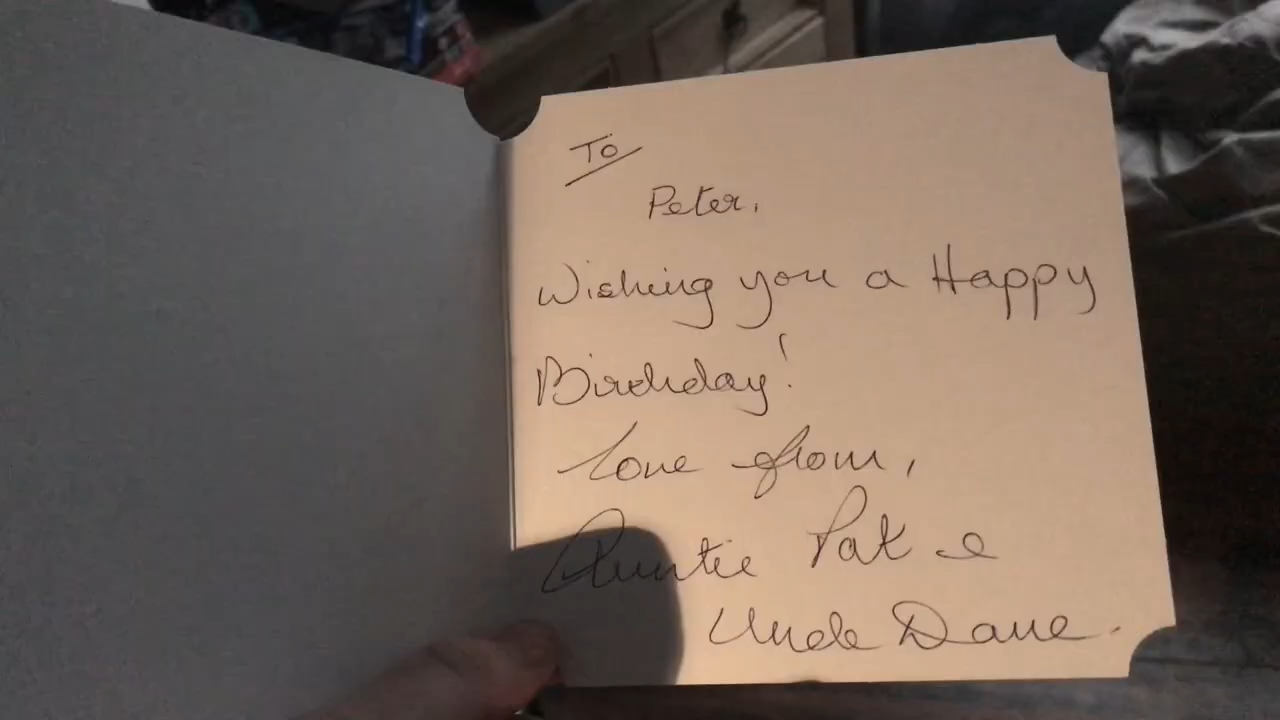 To
Peter,
Wishing you a Happy
Birthday!
Love from,
Auntie Pat &
Uncle Dave.